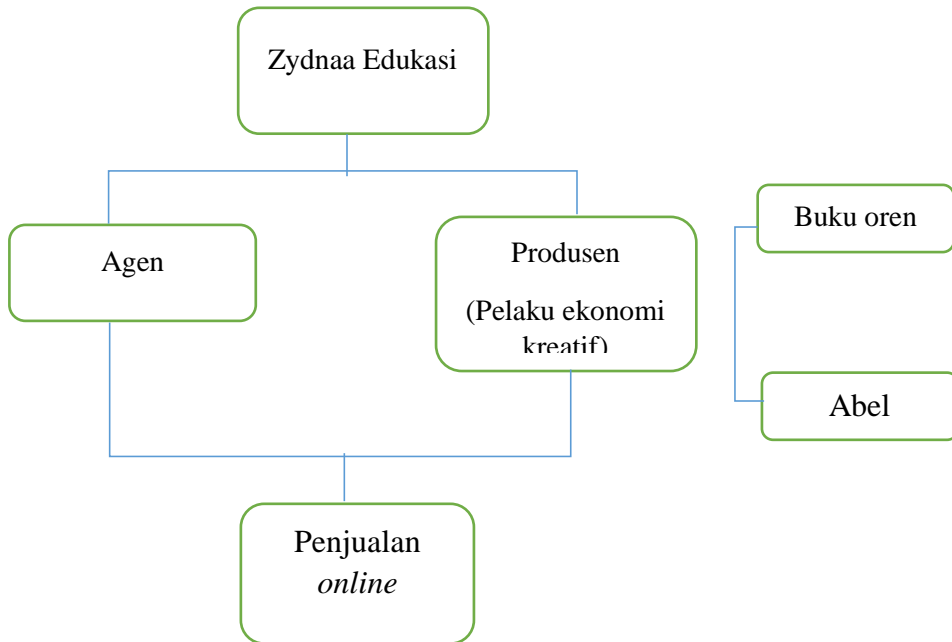 Zydnaa Edukasi
Agen
Produsen
(Pelaku ekonomi
kreatif)
Buku oren
Abel
Penjualan
online